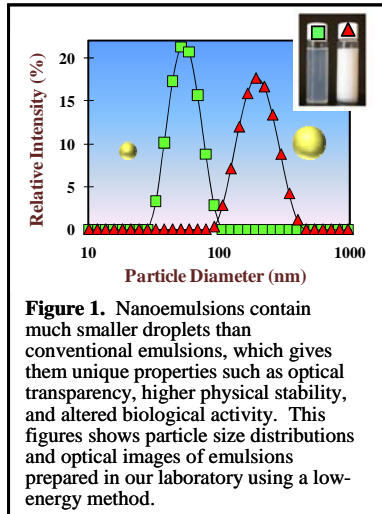 20
15
10
5
0
Relative Intensity (%)
10 100 1000
Particle Diameter (nm)
Figure 1. Nanoemulsions contain
much smaller droplets than
conventional emulsions, which gives
them unique properties such as optical
transparency, higher physical stability,
and altered biological activity. This
figures shows particle size distributions
and optical images of emulsions
prepared in our laboratory using a low-
energy method.